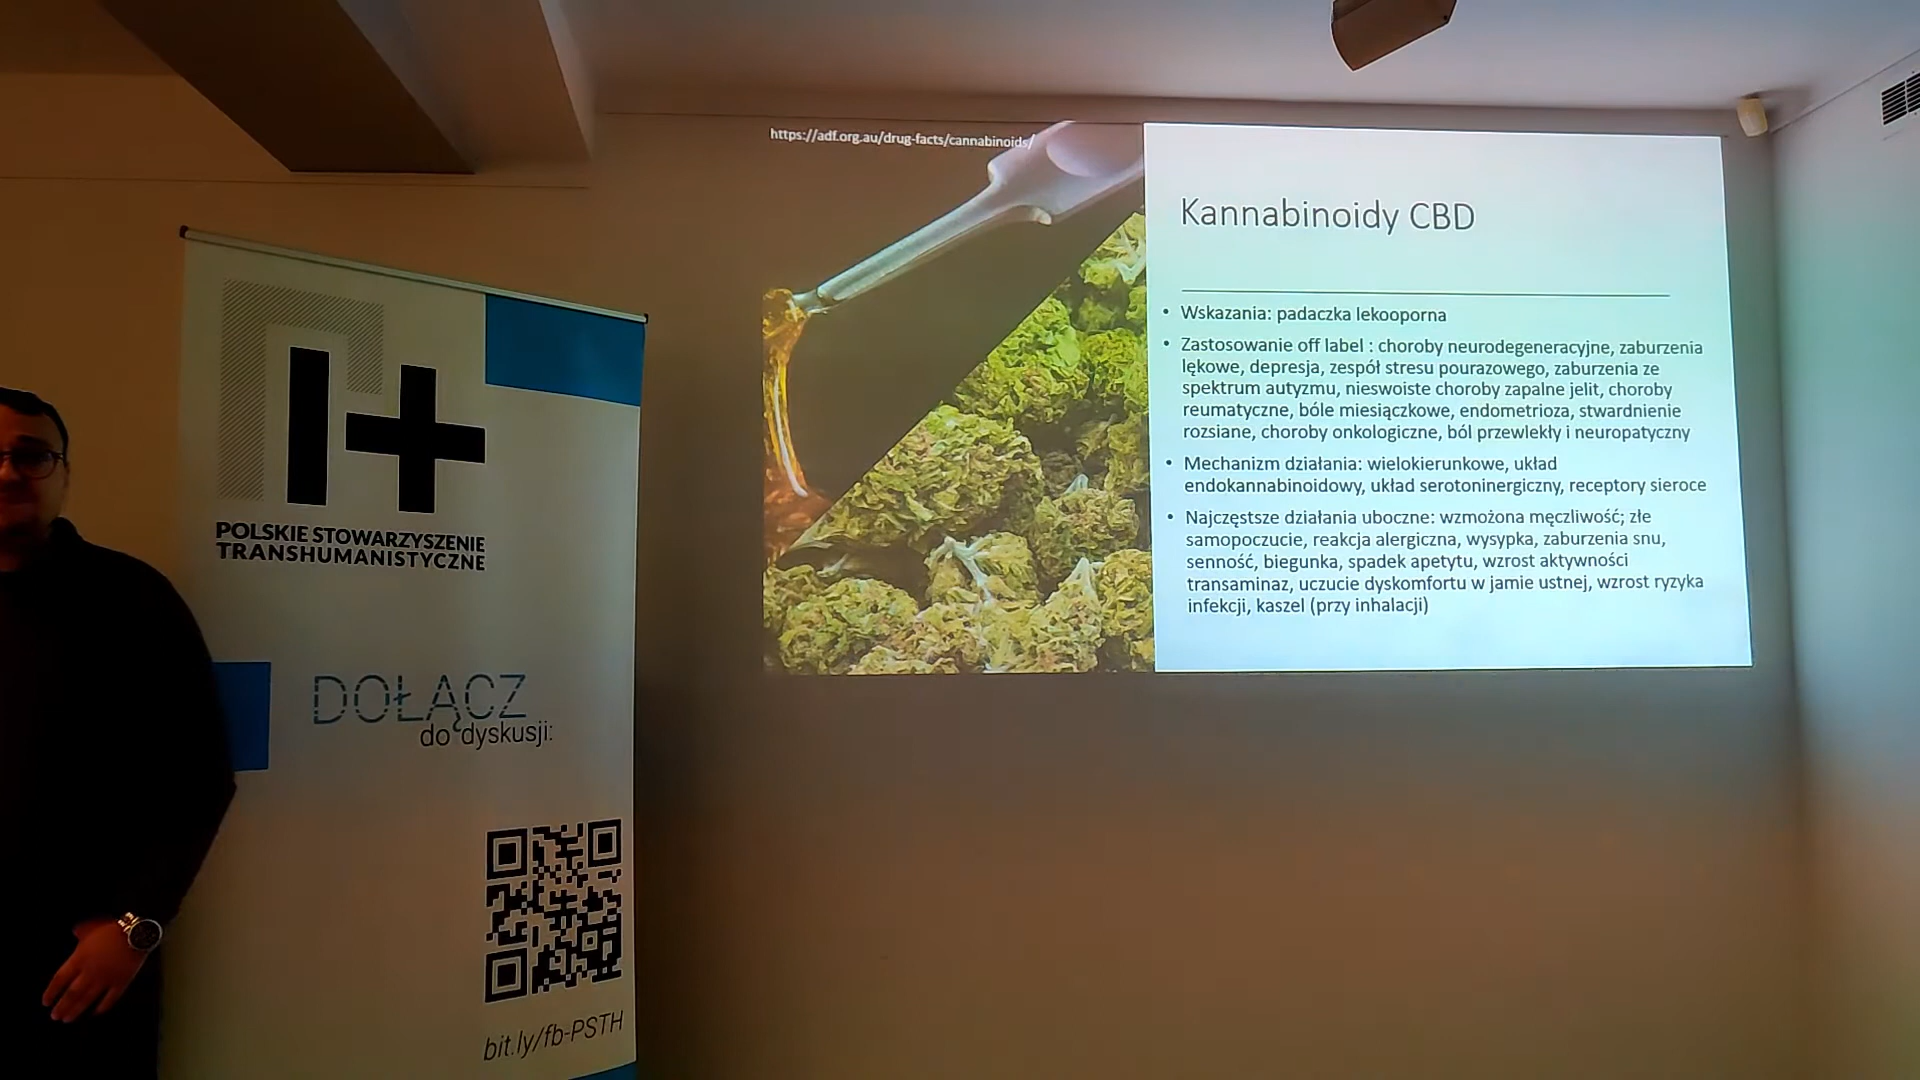 https://adf.org.au/drug-facts/cannabinoids/
Kannabinoidy CBD
• Wskazania: padaczka lekooporna
• Zastosowanie off label : choroby neurodegeneracyjne, zaburzenia
lękowe, depresja, zespół stresu pourazowego, zaburzenia ze
spektrum autyzmu, nieswoiste choroby zapalne jelit, choroby
reumatyczne, bóle miesiączkowe, endometrioza, stwardnienie
rozsiane, choroby onkologiczne, ból przewlekły i neuropatyczny
• Mechanizm działania: wielokierunkowe, układ
endokannabinoidowy, układ serotoninergiczny, receptory sieroce
• Najczęstsze działania uboczne: wzmożona męczliwość; złe
samopoczucie, reakcja alergiczna, wysypka, zaburzenia snu,
senność, biegunka, spadek apetytu, wzrost aktywności
transaminaz, uczucie dyskomfortu w jamie ustnej, wzrost ryzyka
infekcji, kaszel (przy inhalacji)
H+
POLSKIE STOWARZYSZENIE
TRANSHUMANISTYCZNE
DOŁĄCZ
do dyskusji:
bit.ly/fb-PSTH